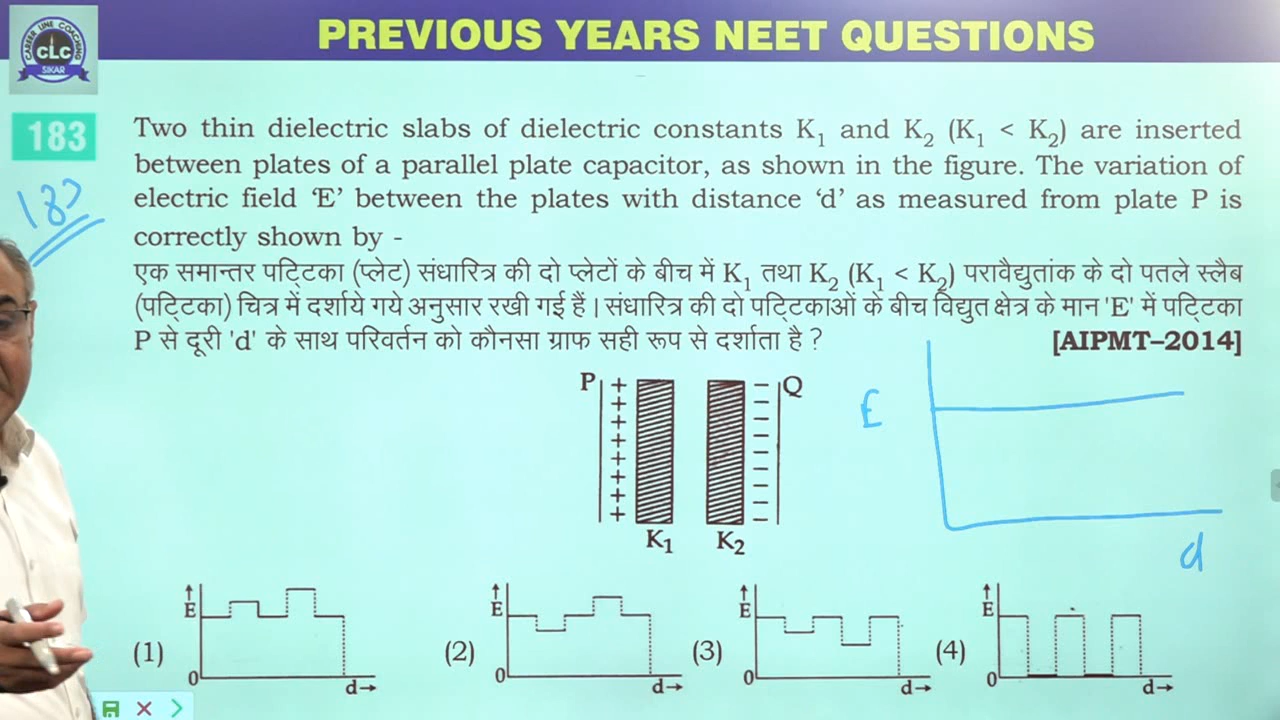 CAREER LINE COACHING
CLC
SIKAR
PREVIOUS YEARS NEET QUESTIONS
183
183
Two thin dielectric slabs of dielectric constants K₁ and K₂ (K₁ < K₂) are inserted
between plates of a parallel plate capacitor, as shown in the figure. The variation of
electric field ‘E’ between the plates with distance ‘d’ as measured from plate P is
correctly shown by -
एक समान्तर पट्टिका (प्लेट) संधारित्र की दो प्लेटों के बीच में K₁ तथा K₂ (K₁ < K₂) परावैद्युतांक के दो पतले स्लैब
(पट्टिका) चित्र में दर्शाये गये अनुसार रखी गई हैं। संधारित्र की दो पट्टिकाओं के बीच विद्युत क्षेत्र के मान 'E' में पट्टिका
P से दूरी 'd' के साथ परिवर्तन को कौनसा ग्राफ सही रूप से दर्शाता है ?
[AIPMT–2014]
P + − Q
+ −
+ −
+ −
+ −
+ −
+ −
+ −
K₁ K₂
E
d
(1) E 0 d→
(2) E 0 d→
(3) E 0 d→
(4) E 0 d→